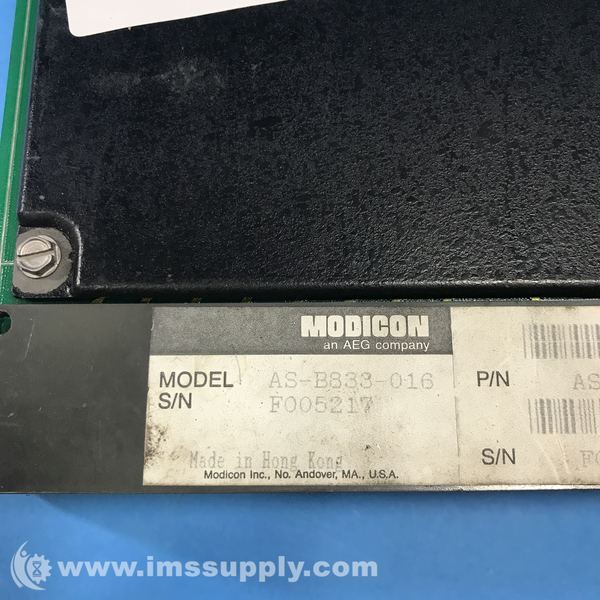 MODICON
an AEG company
MODEL AS-B833-016
S/N F005217
Made in Hong Kong
Modicon Inc., No. Andover, MA., U.S.A.
P/N AS
S/N F0
www.imssupply.com